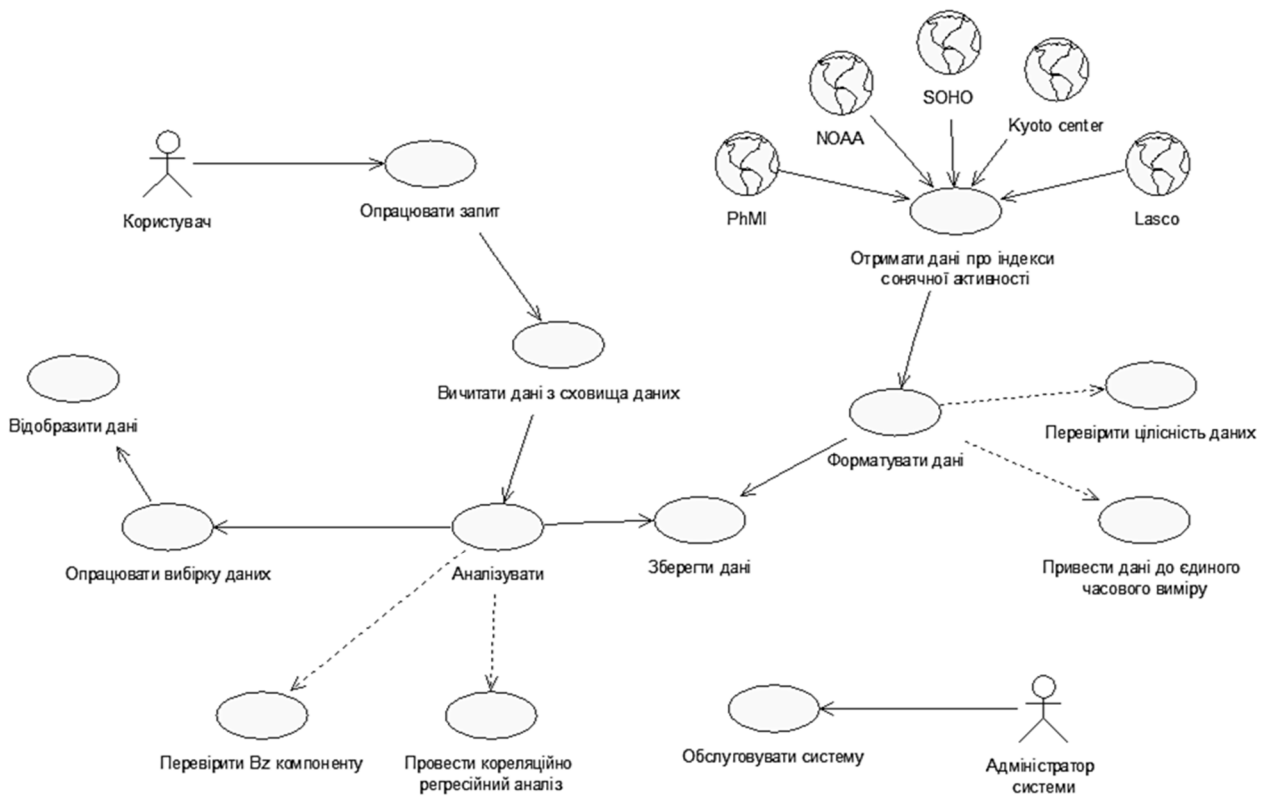 SOHO
Kyoto center
NOAA
PhMI
Lasco
Користувач
Опрацювати запит
Отримати дані про індекси
сонячної активності
Вичитати дані з сховища даних
Відобразити дані
Форматувати дані
Перевірити цілісність даних
Опрацювати вибірку даних
Аналізувати
Зберегти дані
Привести дані до єдиного
часового виміру
Перевірити Bz компоненту
Провести кореляційно
регресійний аналіз
Обслуговувати систему
Адміністратор
системи